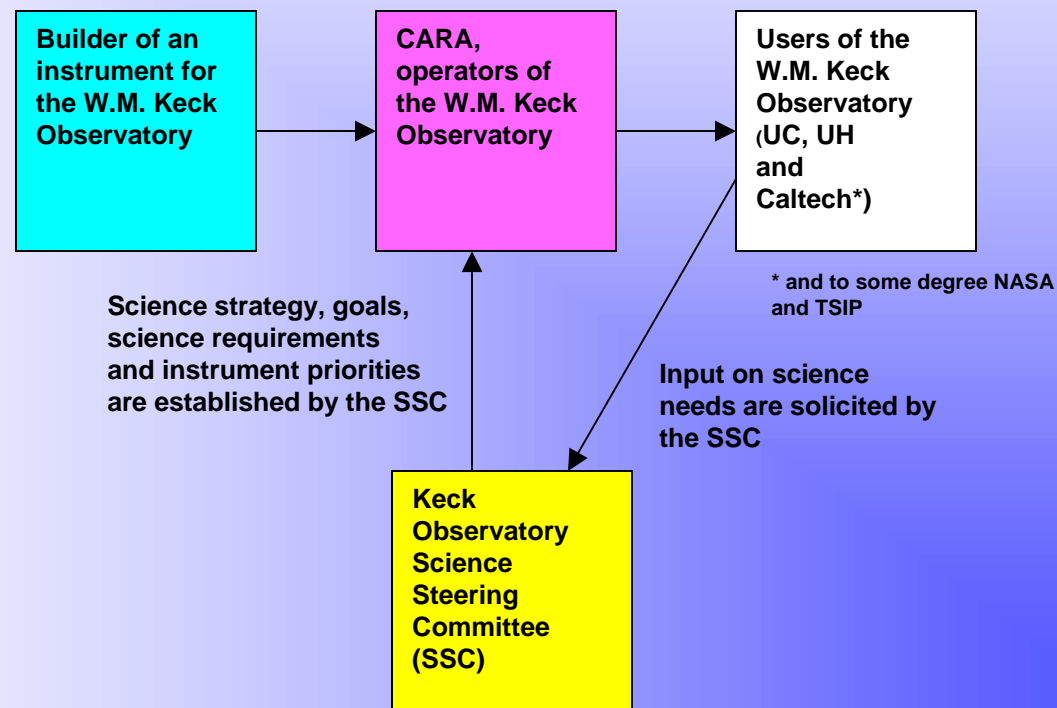 Builder of an
instrument for
the W.M. Keck
Observatory
CARA,
operators of
the W.M. Keck
Observatory
Users of the
W.M. Keck
Observatory
(UC, UH
and
Caltech*)
* and to some degree NASA
and TSIP
Science strategy, goals,
science requirements
and instrument priorities
are established by the SSC
Input on science
needs are solicited by
the SSC
Keck
Observatory
Science
Steering
Committee
(SSC)